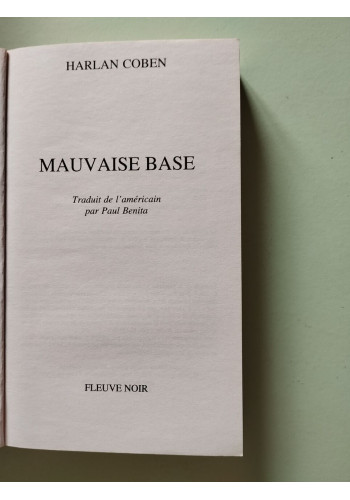 HARLAN COBEN
MAUVAISE BASE
Traduit de l'américain
par Paul Benita
FLEUVE NOIR